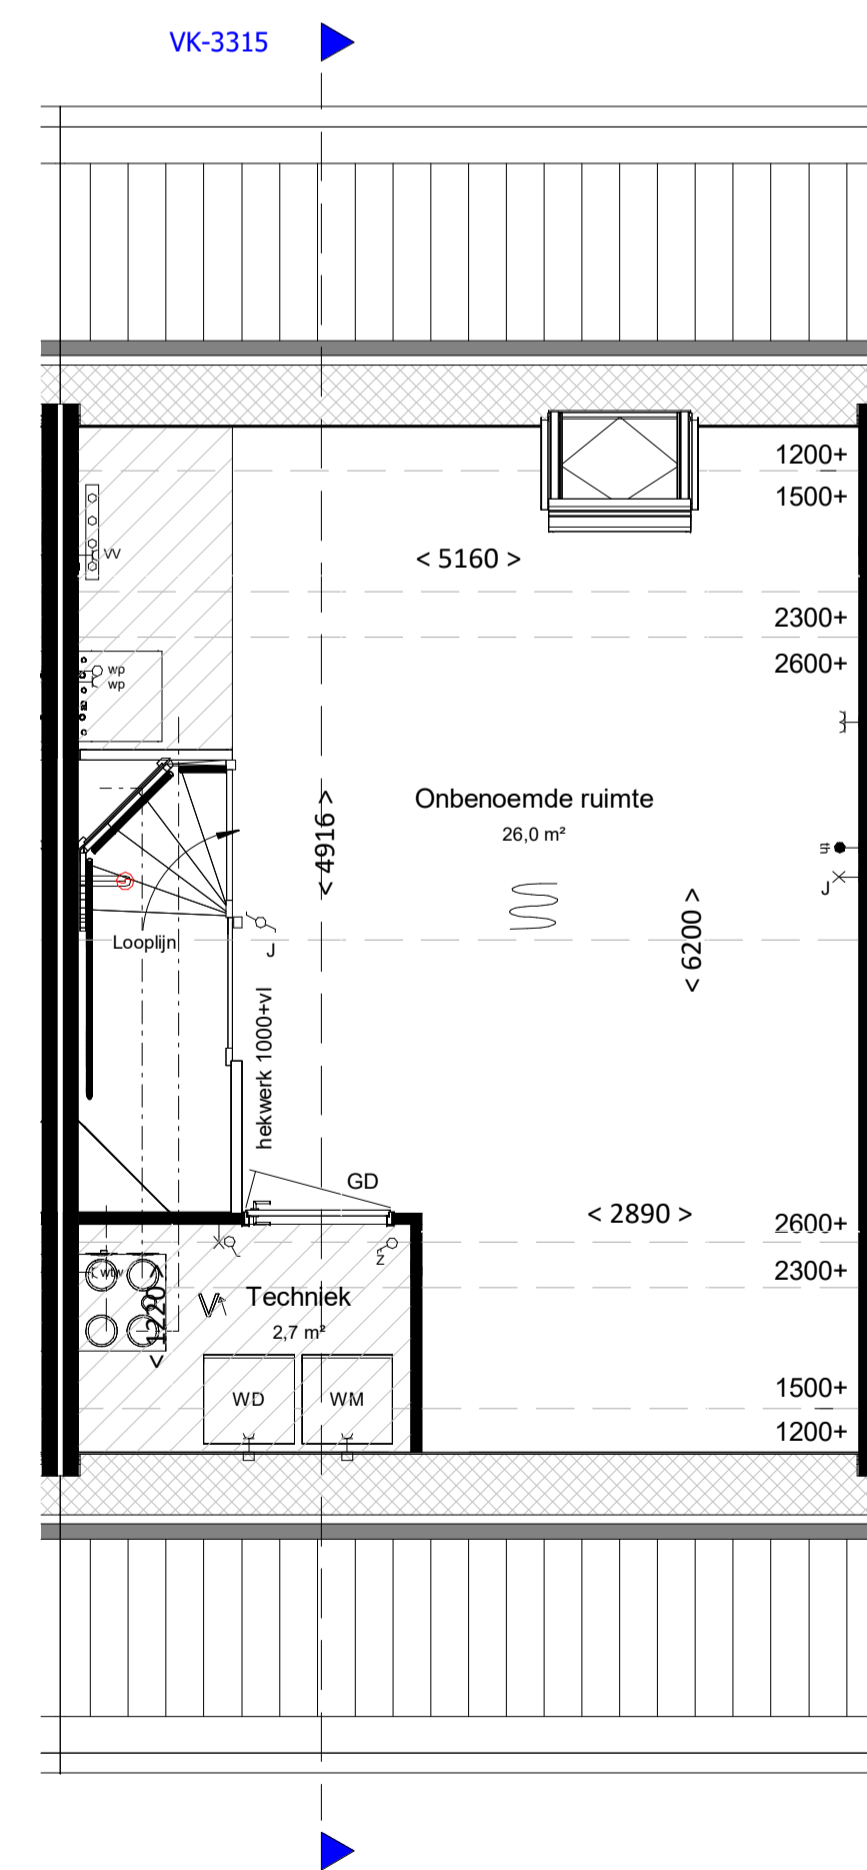 VK-3315
1200+
1500+
< 5160 >
VV
2300+
2600+
wp
wp
Onbenoemde ruimte
26,0 m²
< 4916 >
J
Looplijn
J
< 6200 >
hekwerk 1000+vl
GD
< 2890 >
2600+
2300+
Z
wtw
< 1220 >
Techniek
2,7 m²
WD
WM
1500+
1200+